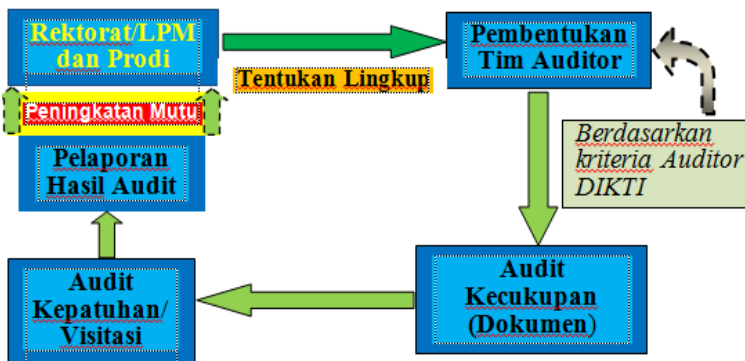 Rektorat/LPM
dan Prodi
Tentukan Lingkup
Pembentukan
Tim Auditor
Peningkatan Mutu
Berdasarkan
kriteria Auditor
DIKTI
Pelaporan
Hasil Audit
Audit
Kepatuhan/
Visitasi
Audit
Kecukupan
(Dokumen)